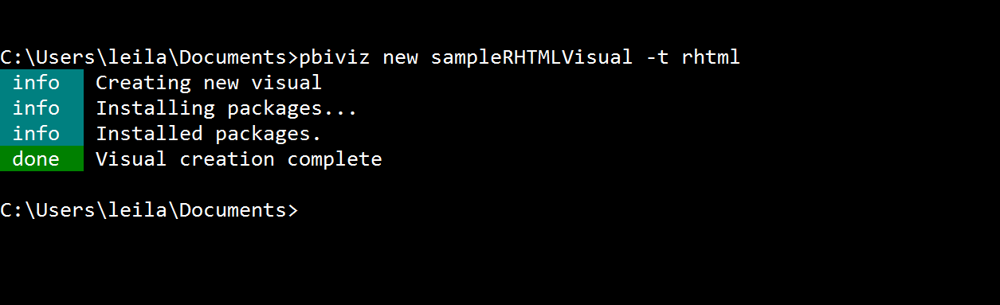 C:\Users\leila\Documents>pbiviz new sampleRHTMLVisual -t rhtml
info Creating new visual
info Installing packages...
info Installed packages.
done Visual creation complete
C:\Users\leila\Documents>